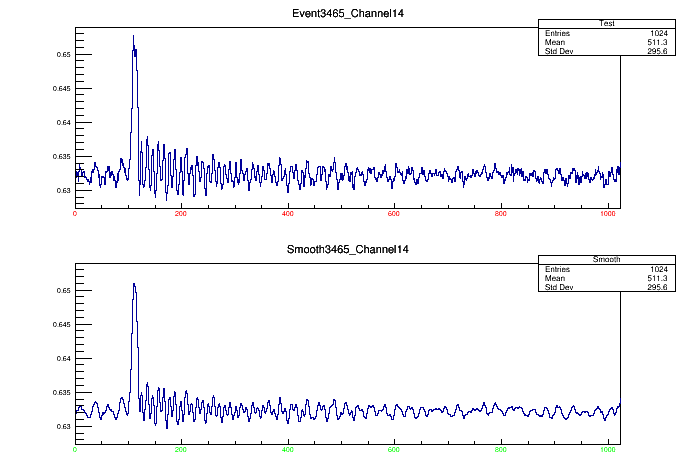 Event3465_Channel14
Test
Entries 1024
Mean 511.3
Std Dev 295.6
0.65
0.645
0.64
0.635
0.63
0 200 400 600 800 1000
Smooth3465_Channel14
Smooth
Entries 1024
Mean 511.3
Std Dev 295.6
0.65
0.645
0.64
0.635
0.63
0 200 400 600 800 1000